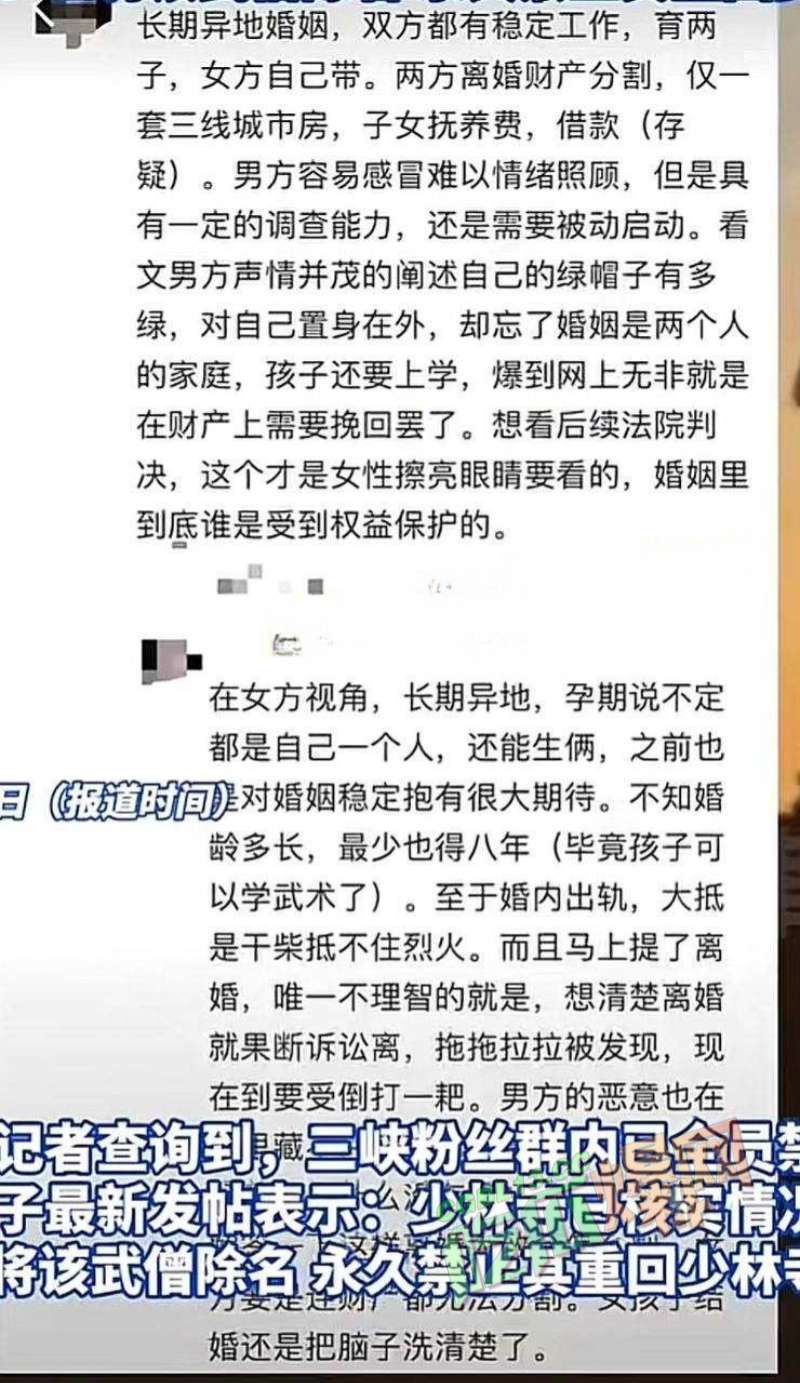 长期异地婚姻，双方都有稳定工作，育两
子，女方自己带。两方离婚财产分割，仅一
套三线城市房，子女抚养费，借款（存
疑）。男方容易感冒难以情绪照顾，但是具
有一定的调查能力，还是需要被动启动。看
文男方声情并茂的阐述自己的绿帽子有多
绿，对自己置身在外，却忘了婚姻是两个人
的家庭，孩子还要上学，爆到网上无非就是
在财产上需要挽回罢了。想看后续法院判
决，这个才是女性擦亮眼睛要看的，婚姻里
到底谁是受到权益保护的。
在女方视角，长期异地，孕期说不定
都是自己一个人，还能生俩，之前也
日（报道时间）
对婚姻稳定抱有很大期待。不知婚
龄多长，最少也得八年（毕竟孩子可
以学武术了）。至于婚内出轨，大抵
是干柴抵不住烈火。而且马上提了离
婚，唯一不理智的就是，想清楚离婚
就果断诉讼离，拖拖拉拉被发现，现
在到要受倒打一耙。男方的恶意也在
里藏
记者查询到，三峡粉丝群内已全员禁
子最新发帖表示：少林寺已核实情况
将该武僧除名 永久禁止其重回少林寺
婚还是把脑子洗清楚了。